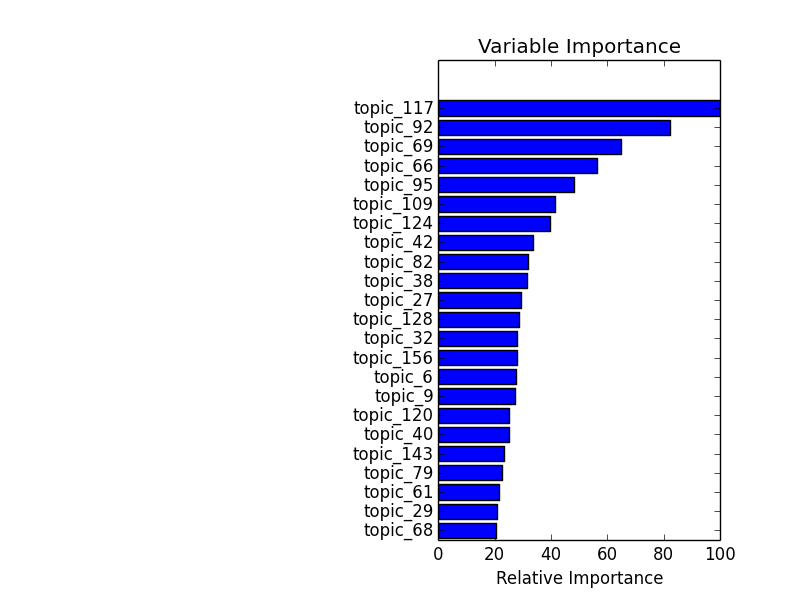 Variable Importance
topic_117
topic_92
topic_69
topic_66
topic_95
topic_109
topic_124
topic_42
topic_82
topic_38
topic_27
topic_128
topic_32
topic_156
topic_6
topic_9
topic_120
topic_40
topic_143
topic_79
topic_61
topic_29
topic_68
0 20 40 60 80 100
Relative Importance